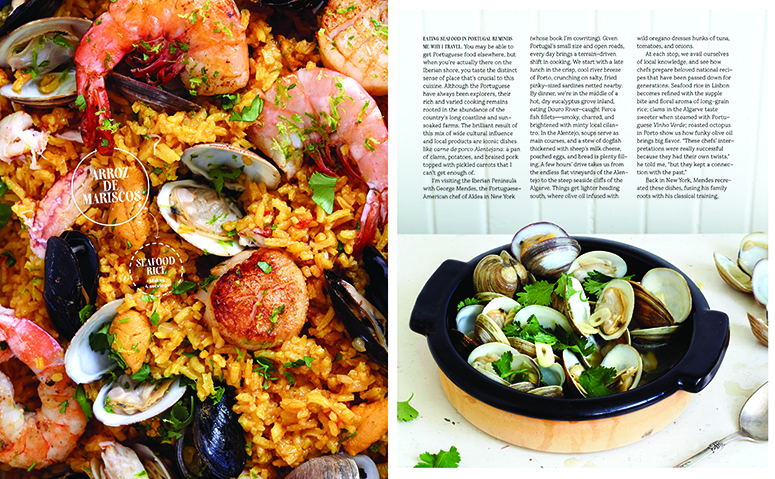 ARROZ
DE
MARISCOS
SEAFOOD
RICE
EATING SEAFOOD IN PORTUGAL REMINDS
ME WHY I TRAVEL. You may be able to
get Portuguese food elsewhere, but
when you're actually there on the
Iberian shore, you taste the distinct
sense of place that's crucial to this
cuisine. Although the Portuguese
have always been explorers, their
rich and varied cooking remains
rooted in the abundance of the
country's long coastline and sun-
soaked farms. The brilliant result of
this mix of wide cultural influence
and local products are iconic dishes
like carne de porco Alentejana: a pan
of clams, potatoes, and braised pork
topped with pickled carrots that I
can't get enough of.
I'm visiting the Iberian Peninsula
with George Mendes, the Portuguese-
American chef of Aldea in New York
(whose book I'm cowriting). Given
Portugal's small size and open roads,
every day brings a terrain-driven
shift in cooking. We start with a late
lunch in the crisp, cool river breeze
of Porto, crunching on salty, fried
pinky-sized sardines netted nearby.
By dinner, we're in the middle of a
hot, dry eucalyptus grove inland,
eating Douro River-caught Perca
fish fillets—smoky, charred, and
brightened with minty local cilan-
tro. In the Alentejo, soups serve as
main courses, and a stew of dogfish
thickened with sheep's milk cheese,
poached eggs, and bread is plenty fill-
ing. A few hours' drive takes us from
the endless flat vineyards of the Alen-
tejo to the steep seaside cliffs of the
Algarve. Things get lighter heading
south, where olive oil infused with
wild oregano dresses hunks of tuna,
tomatoes, and onions.
At each stop, we avail ourselves
of local knowledge, and see how
chefs prepare beloved national reci-
pes that have been passed down for
generations. Seafood rice in Lisbon
becomes refined with the supple
bite and floral aroma of long-grain
rice; clams in the Algarve taste
sweeter when steamed with Portu-
guese Vinho Verde; roasted octopus
in Porto show us how funky olive oil
brings big flavor. "These chefs' inter-
pretations were really successful
because they had their own twists,"
he told me, "but they kept a connec-
tion with the past."
Back in New York, Mendes recre-
ated these dishes, fusing his family
roots with his classical training.